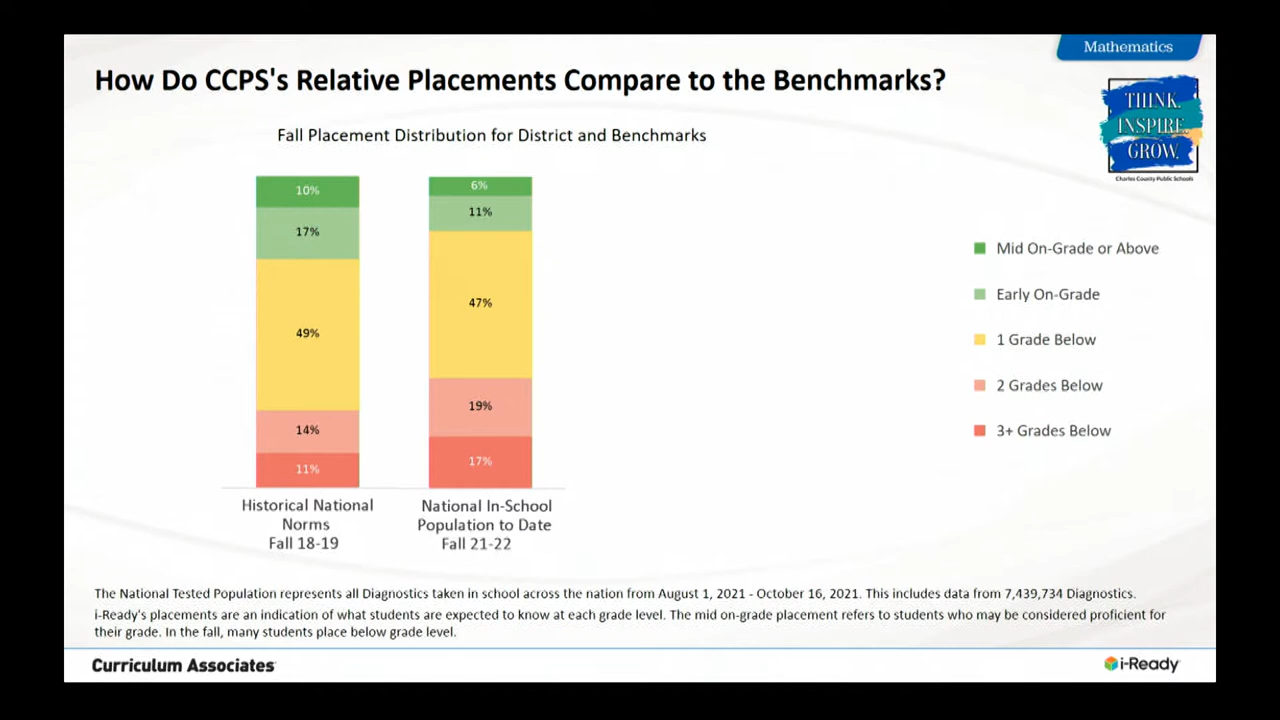 Mathematics
How Do CCPS's Relative Placements Compare to the Benchmarks?
THINK.
INSPIRE.
GROW.
Charles County Public Schools
Fall Placement Distribution for District and Benchmarks
10%
17%
49%
14%
11%
6%
11%
47%
19%
17%
Historical National
Norms
Fall 18-19
National In-School
Population to Date
Fall 21-22
Mid On-Grade or Above
Early On-Grade
1 Grade Below
2 Grades Below
3+ Grades Below
The National Tested Population represents all Diagnostics taken in school across the nation from August 1, 2021 - October 16, 2021. This includes data from 7,439,734 Diagnostics.
i-Ready's placements are an indication of what students are expected to know at each grade level. The mid on-grade placement refers to students who may be considered proficient for
their grade. In the fall, many students place below grade level.
Curriculum Associates
i-Ready